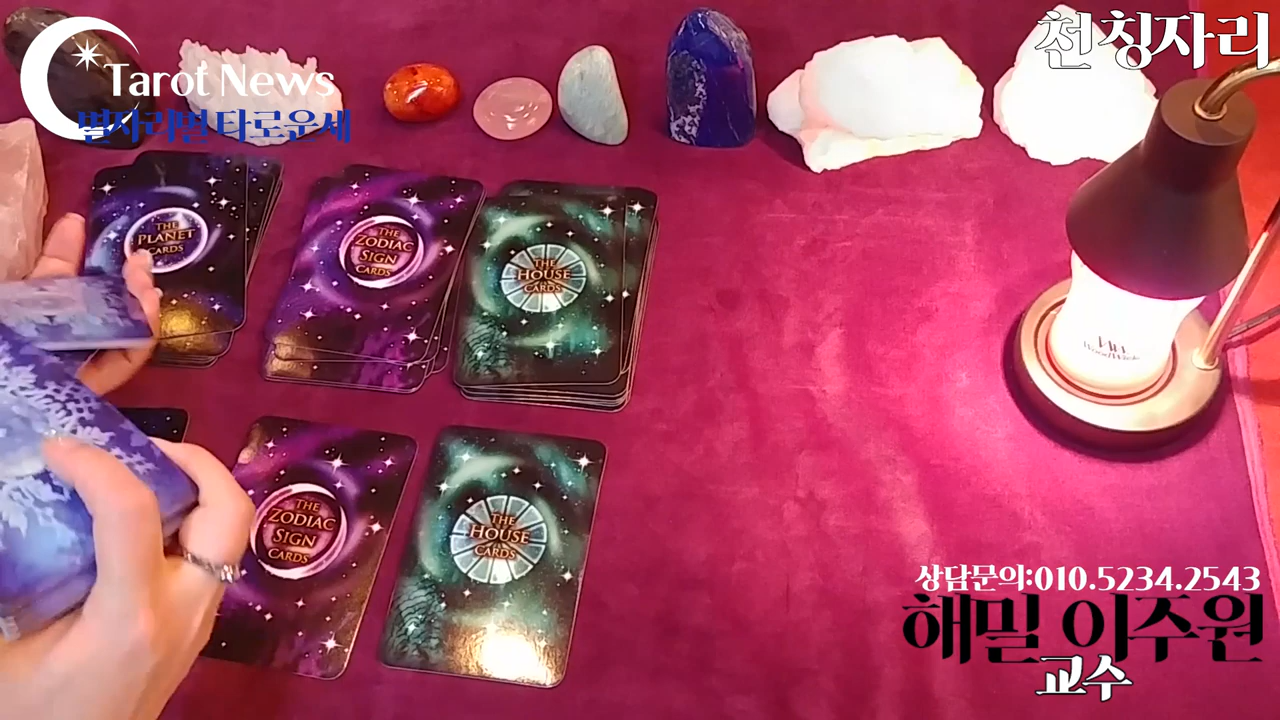 Tarot News
별자리별 타로운세
천칭자리
THE
PLANET
CARDS
THE
ZODIAC
SIGN
CARDS
THE
HOUSE
CARDS
WoodWick
THE
ZODIAC
SIGN
CARDS
THE
HOUSE
CARDS
상담문의:010.5234.2543
해밀 이주원
교수